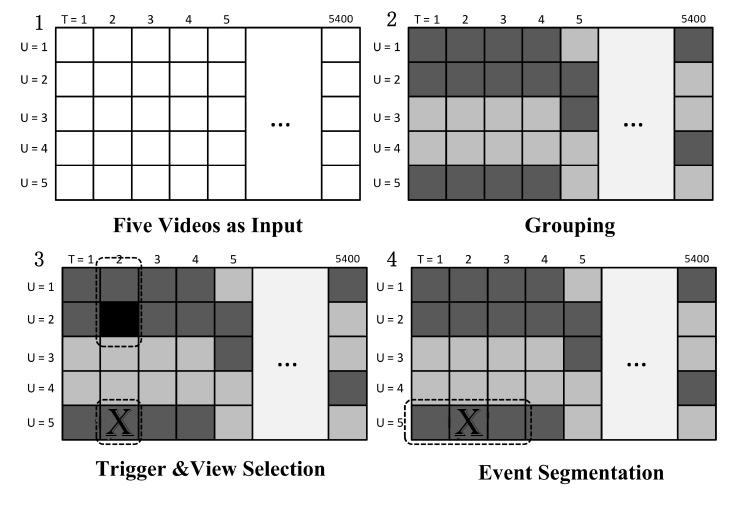 1 T = 1 2 3 4 5 5400
U = 1
U = 2
U = 3
...
U = 4
U = 5
Five Videos as Input
2 T = 1 2 3 4 5 5400
U = 1
U = 2
U = 3
...
U = 4
U = 5
Grouping
3 T = 1 2 3 4 5 5400
U = 1
U = 2
U = 3
...
U = 4
U = 5 X
Trigger &View Selection
4 T = 1 2 3 4 5 5400
U = 1
U = 2
U = 3
...
U = 4
U = 5 X
Event Segmentation